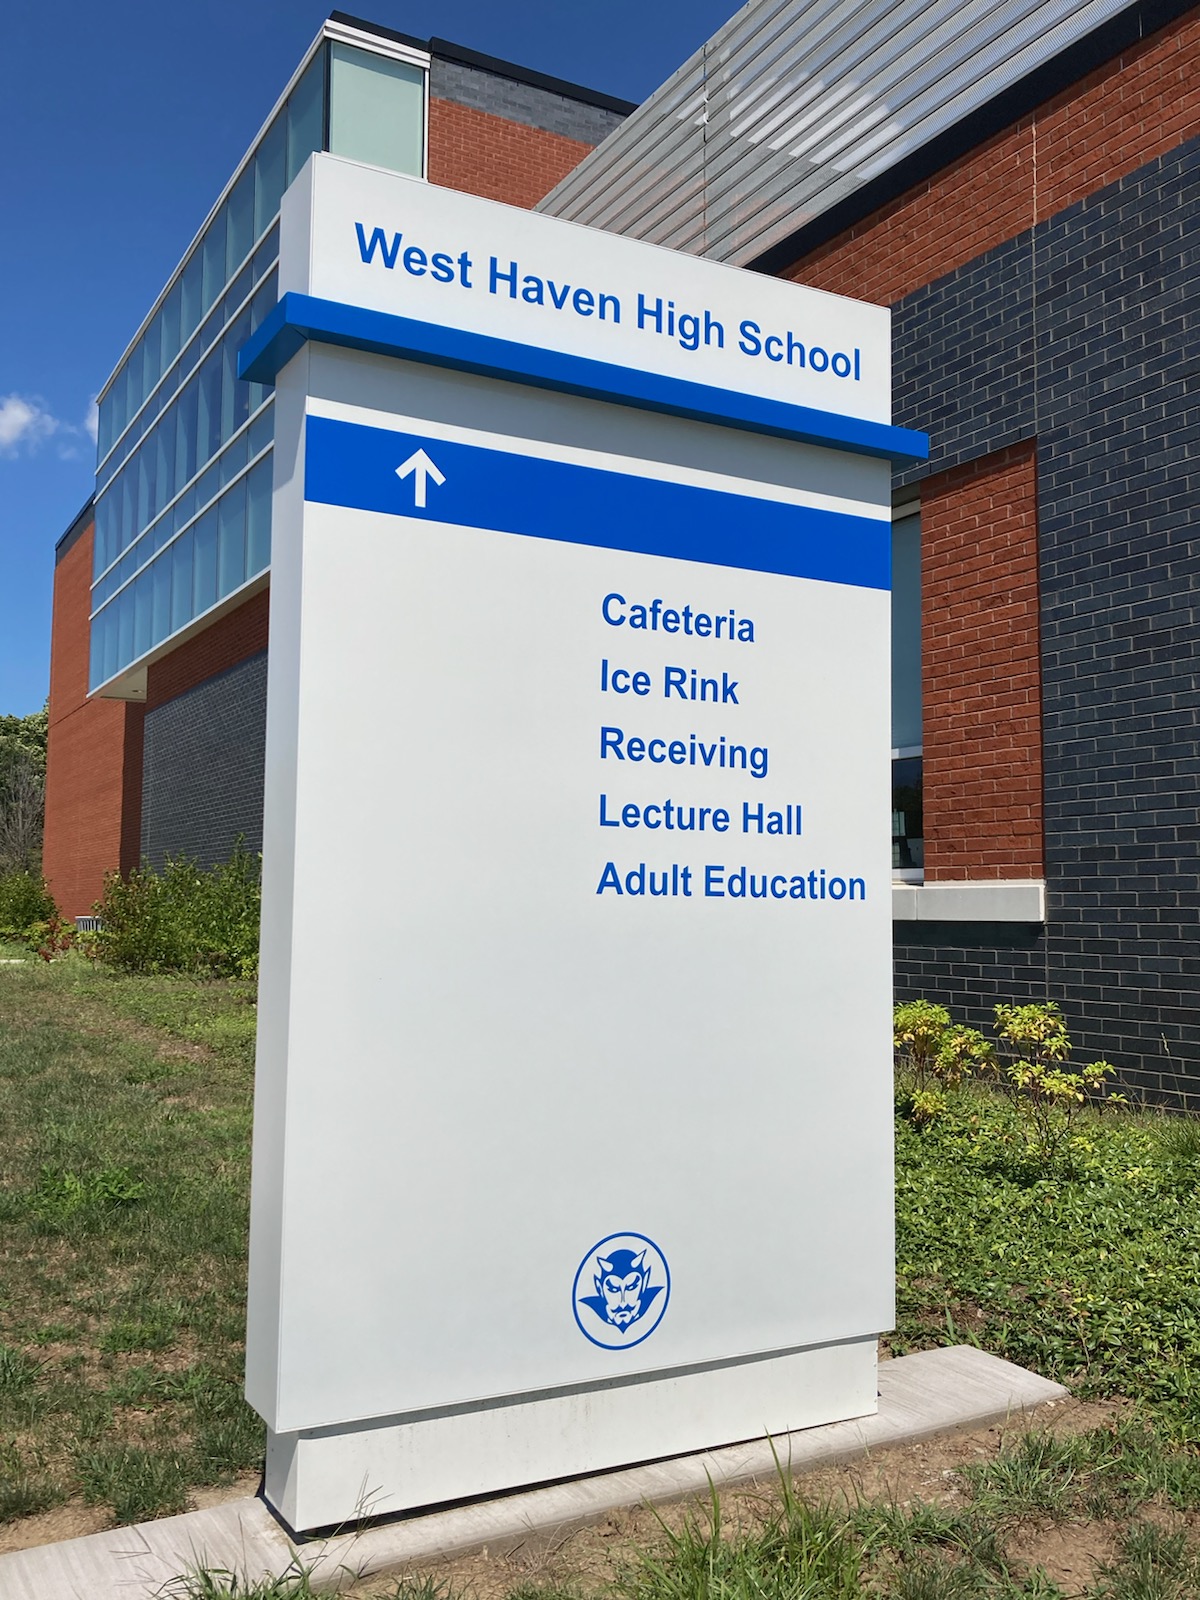 West Haven High School
Cafeteria
Ice Rink
Receiving
Lecture Hall
Adult Education